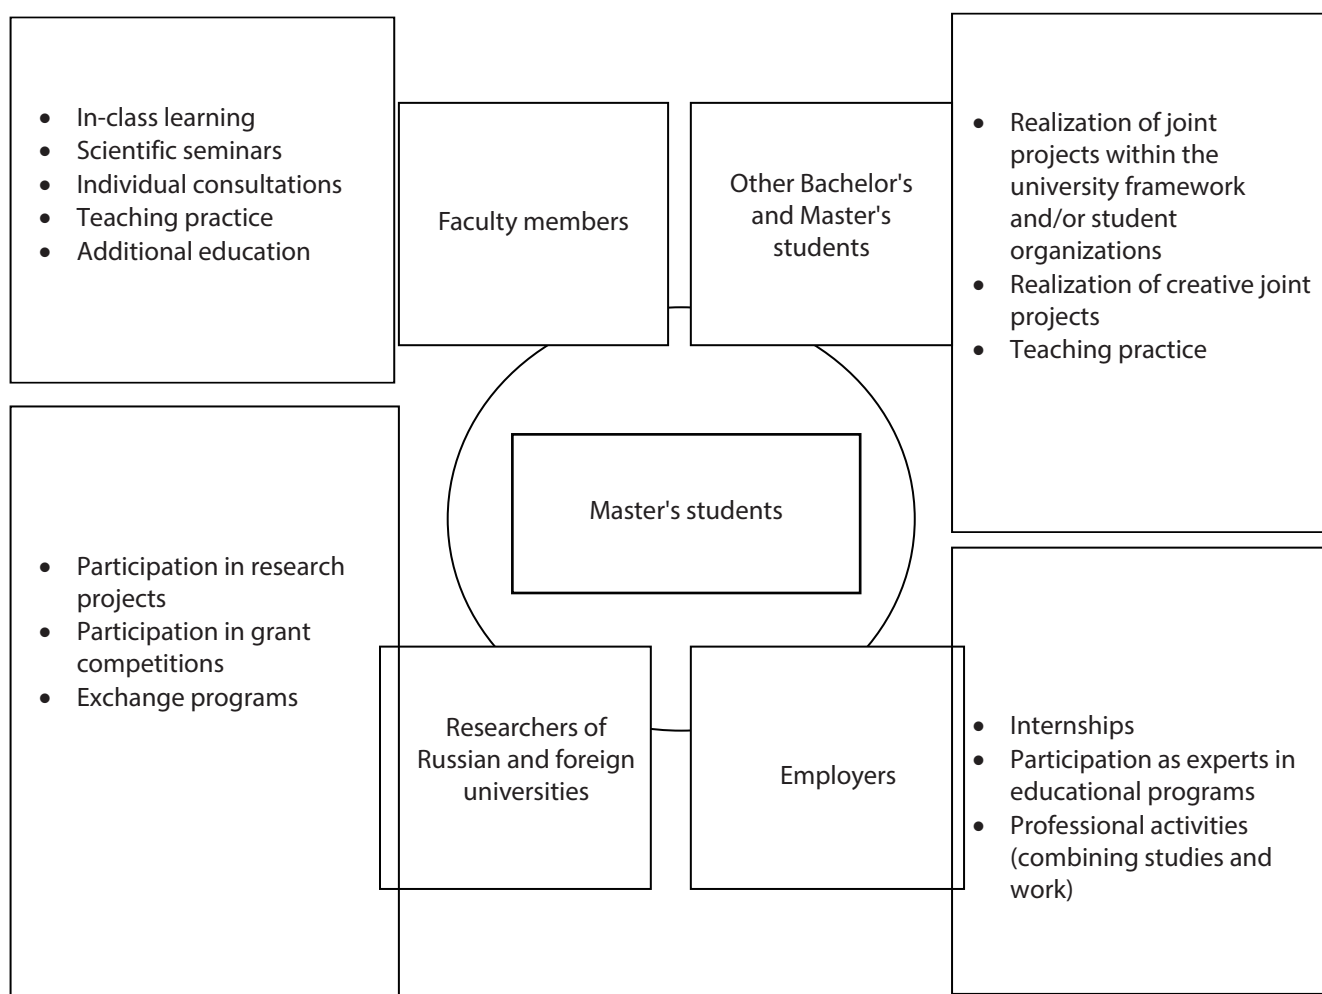 • In-class learning
• Scientific seminars
• Individual consultations
• Teaching practice
• Additional education
Faculty members
Other Bachelor's
and Master's
students
• Realization of joint
projects within the
university framework
and/or student
organizations
• Realization of creative joint
projects
• Teaching practice
Master's students
• Participation in research
projects
• Participation in grant
competitions
• Exchange programs
Researchers of
Russian and foreign
universities
Employers
• Internships
• Participation as experts in
educational programs
• Professional activities
(combining studies and
work)